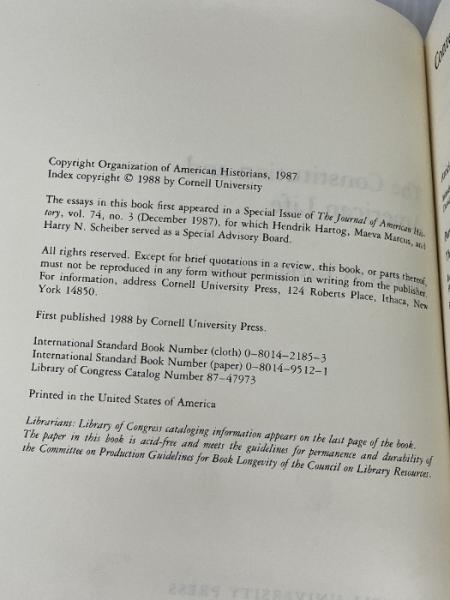 Copyright Organization of American Historians, 1987
Index copyright © 1988 by Cornell University
The essays in this book first appeared in a Special Issue of The Journal of American His-
tory, vol. 74, no. 3 (December 1987), for which Hendrik Hartog, Maeva Marcus, and
Harry N. Scheiber served as a Special Advisory Board.
All rights reserved. Except for brief quotations in a review, this book, or parts thereof,
must not be reproduced in any form without permission in writing from the publisher.
For information, address Cornell University Press, 124 Roberts Place, Ithaca, New
York 14850.
First published 1988 by Cornell University Press.
International Standard Book Number (cloth) 0-8014-2185-3
International Standard Book Number (paper) 0-8014-9512-1
Library of Congress Catalog Number 87-47973
Printed in the United States of America
Librarians: Library of Congress cataloging information appears on the last page of the book.
The paper in this book is acid-free and meets the guidelines for permanence and durability of
the Committee on Production Guidelines for Book Longevity of the Council on Library Resources.